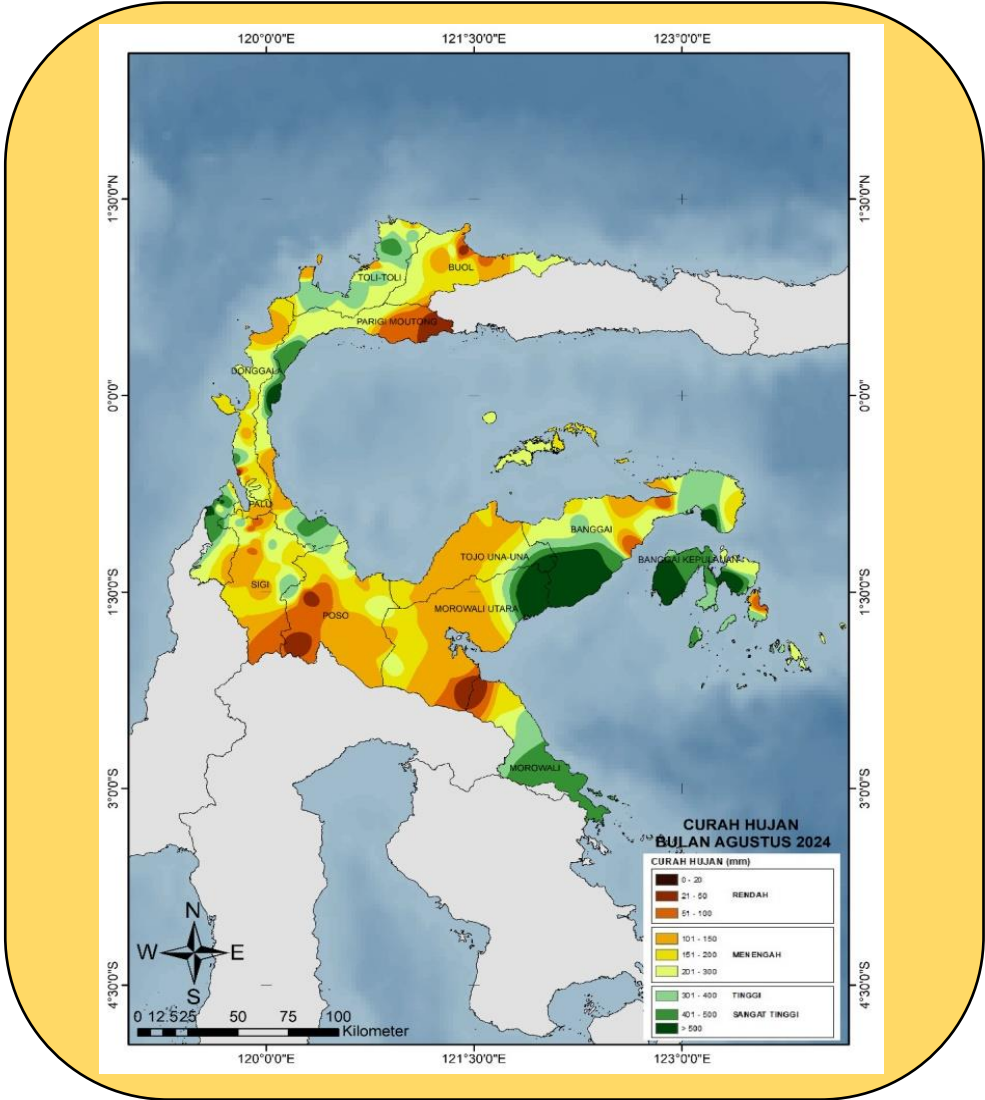 120°0'0"E 121°30'0"E 123°0'0"E
1°30'0"N
0°0'0"
1°30'0"S
3°0'0"S
4°30'0"S
1°30'0"N
0°0'0"
1°30'0"S
3°0'0"S
4°30'0"S
BUOL
TOLI-TOLI
PARIGI MOUTONG
DONGGALA
PALU
BANGGAI
TOJO UNA-UNA
BANGGAI KEPULAUAN
SIGI
MOROWALI UTARA
POSO
MOROWALI
CURAH HUJAN
BULAN AGUSTUS 2024
CURAH HUJAN (mm)
0 - 20
21 - 50 RENDAH
51 - 100
101 - 150
151 - 200 MENENGAH
201 - 300
301 - 400 TINGGI
401 - 500 SANGAT TINGGI
> 500
N
W E
S
0 12.525 50 75 100
Kilometer
120°0'0"E 121°30'0"E 123°0'0"E